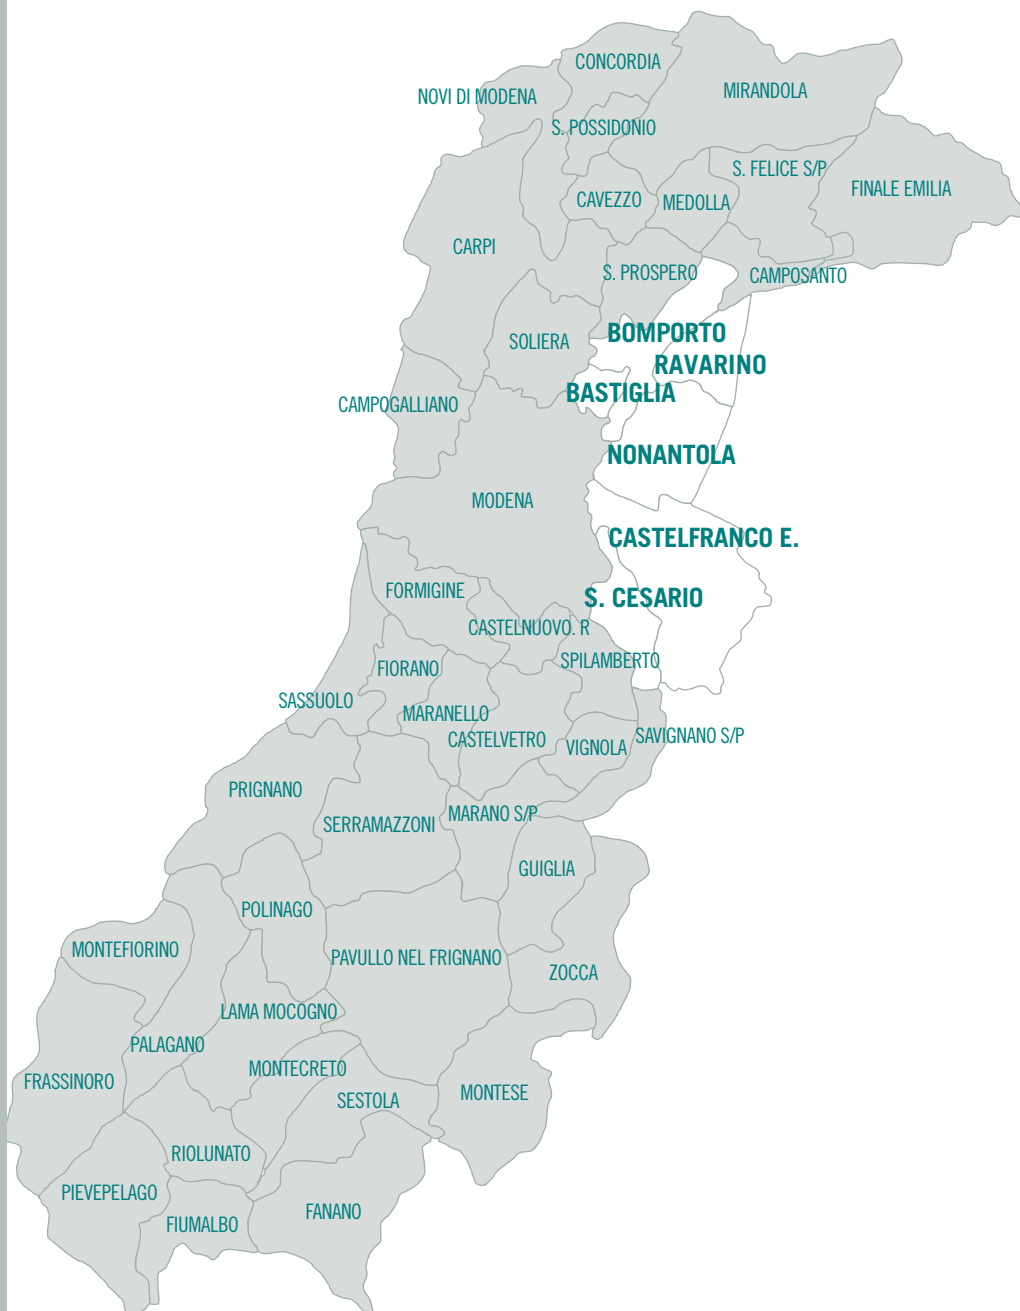 CONCORDIA
NOVI DI MODENA
MIRANDOLA
S. POSSIDONIO
S. FELICE S/P
FINALE EMILIA
CAVEZZO
MEDOLLA
CARPI
S. PROSPERO
CAMPOSANTO
SOLIERA
BOMPORTO
RAVARINO
BASTIGLIA
CAMPOGALLIANO
NONANTOLA
MODENA
CASTELFRANCO E.
FORMIGINE
S. CESARIO
CASTELNUOVO. R
SPILAMBERTO
FIORANO
SASSUOLO
MARANELLO
CASTELVETRO
SAVIGNANO S/P
VIGNOLA
PRIGNANO
MARANO S/P
SERRAMAZZONI
GUIGLIA
POLINAGO
MONTEFIORINO
PAVULLO NEL FRIGNANO
ZOCCA
LAMA MOCOGNO
PALAGANO
MONTECRETO
FRASSINORO
MONTESE
SESTOLA
RIOLUNATO
PIEVEPELAGO
FANANO
FIUMALBO